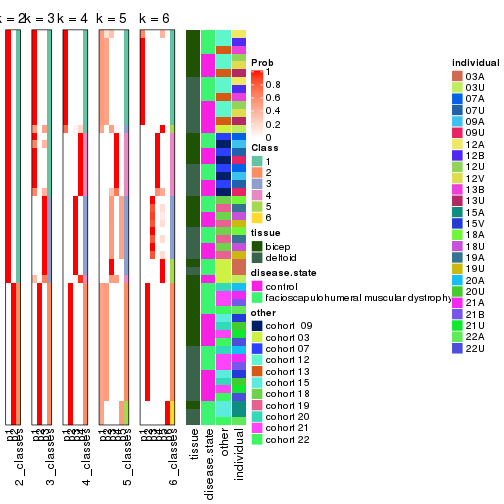 k = 2
k = 3
k = 4
k = 5
k = 6
Prob
1
0.8
0.6
0.4
0.2
0
Class
1
2
3
4
5
6
tissue
bicep
deltoid
disease.state
control
facioscapulohumeral muscular dystrophy
other
cohort 09
cohort 03
cohort 07
cohort 12
cohort 13
cohort 15
cohort 18
cohort 19
cohort 20
cohort 21
cohort 22
individual
03A
03U
07A
07U
09A
09U
12A
12B
12U
12V
13B
13U
15A
15V
18A
18U
19A
19U
20A
20U
21A
21B
21U
22A
22U
2_classes
3_classes
4_classes
5_classes
6_classes
tissue
disease.state
other
individual